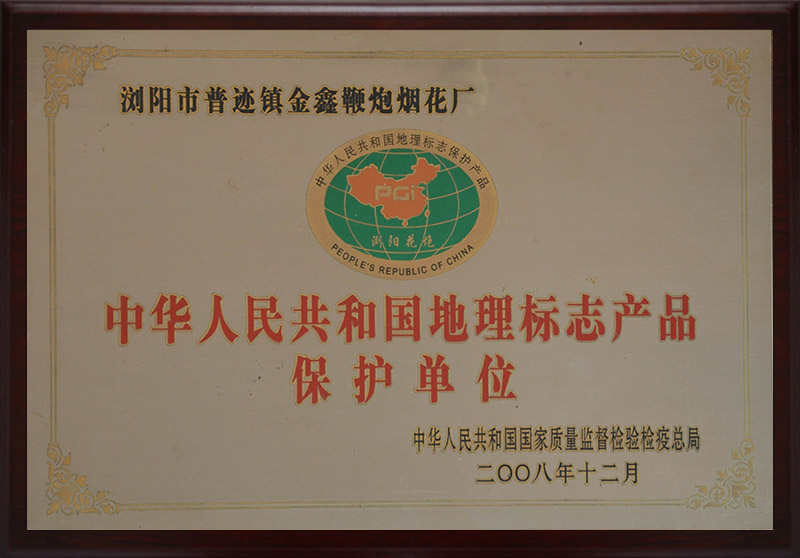 浏阳市普迹镇金鑫鞭炮烟花厂
中华人民共和国地理标志保护产品
PGI
浏阳花炮
PEOPLE'S REPUBLIC OF CHINA
中华人民共和国地理标志产品
保护单位
中华人民共和国国家质量监督检验检疫总局
二〇〇八年十二月